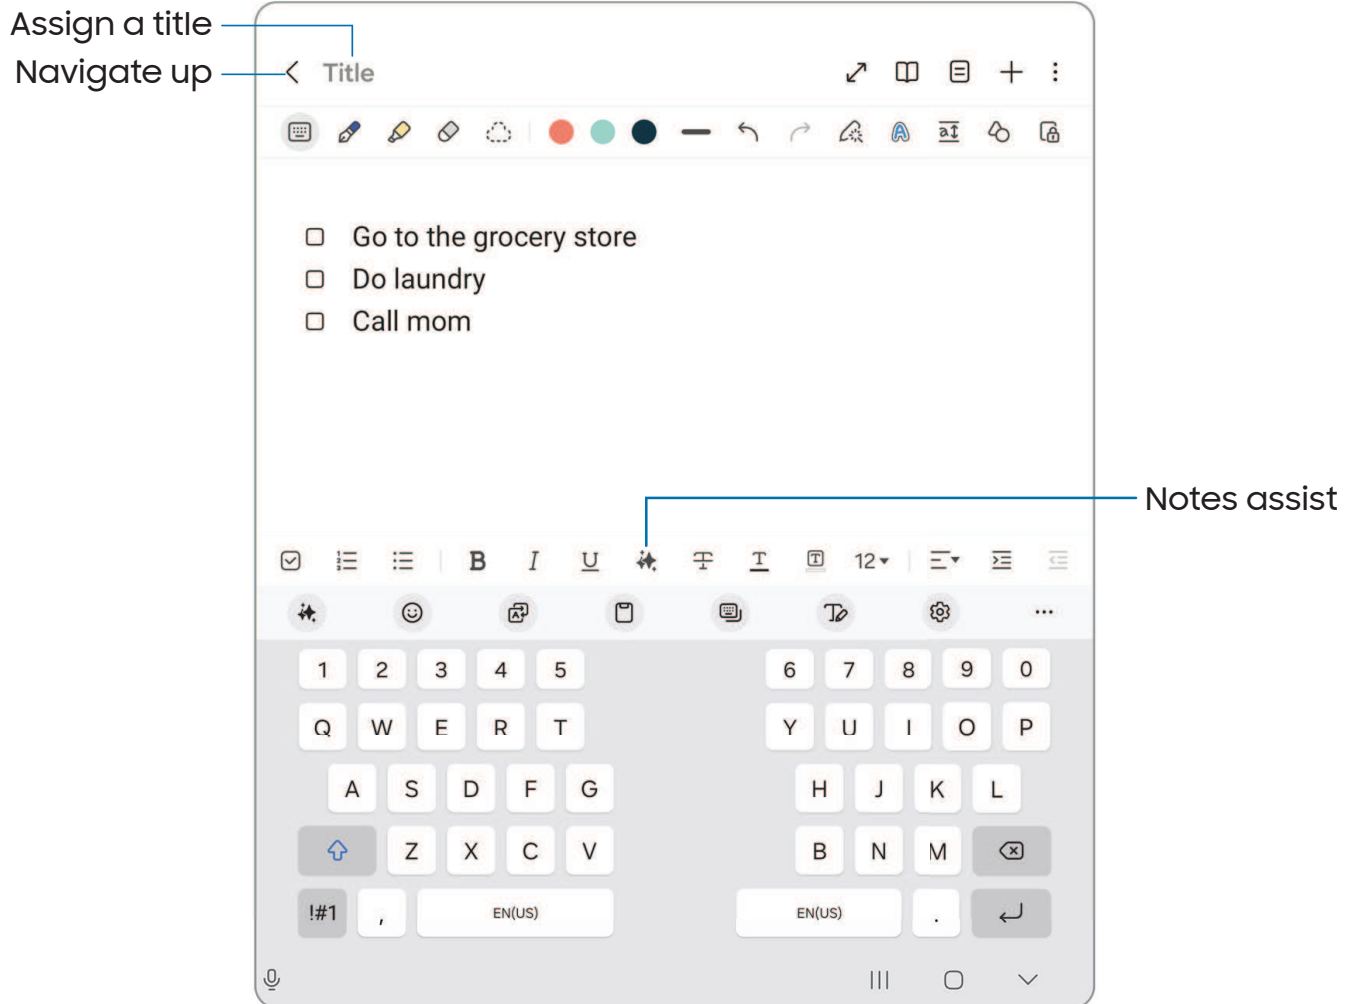 Assign a title
Navigate up
Title
Go to the grocery store
Do laundry
Call mom
Notes assist
B I U T T 12
1 2 3 4 5 6 7 8 9 0
Q W E R T Y U I O P
A S D F G H J K L
Z X C V B N M
!#1 , EN(US) EN(US) .